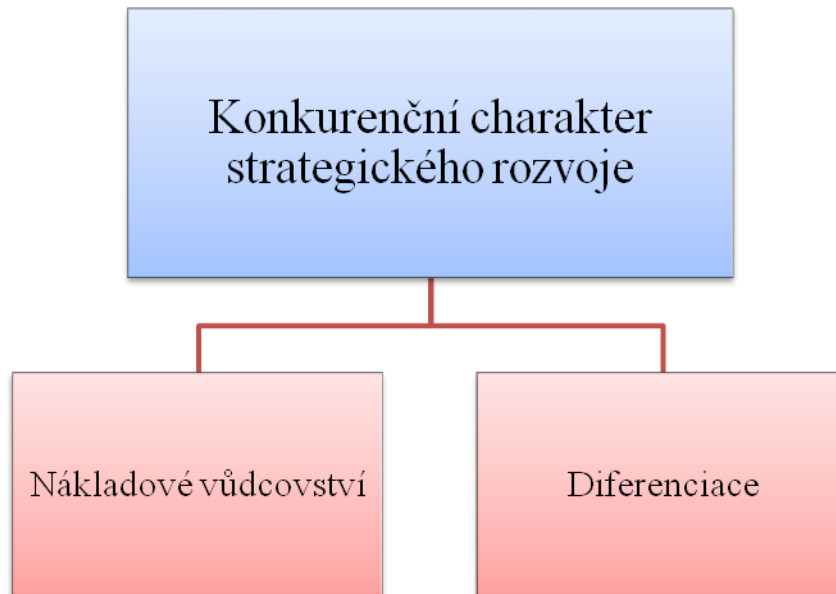 Konkurenční charakter
strategického rozvoje
Nákladové vůdcovství
Diferenciace